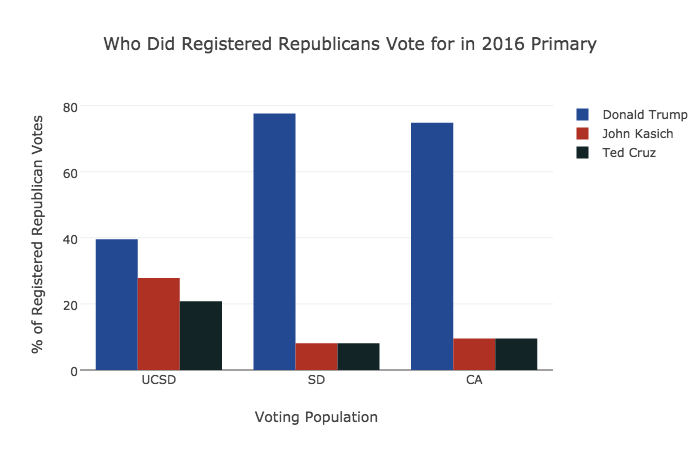 Who Did Registered Republicans Vote for in 2016 Primary
% of Registered Republican Votes
80
60
40
20
0
UCSD
SD
CA
Voting Population
Donald Trump
John Kasich
Ted Cruz